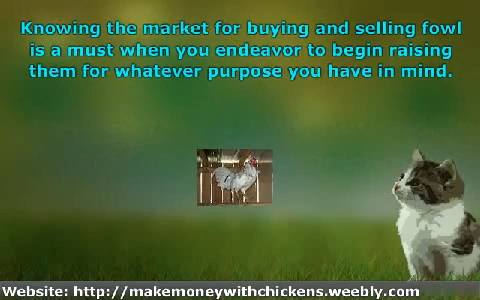 Knowing the market for buying and selling fowl
is a must when you endeavor to begin raising
them for whatever purpose you have in mind.
Website: http://makemoneywithchickens.weebly.com